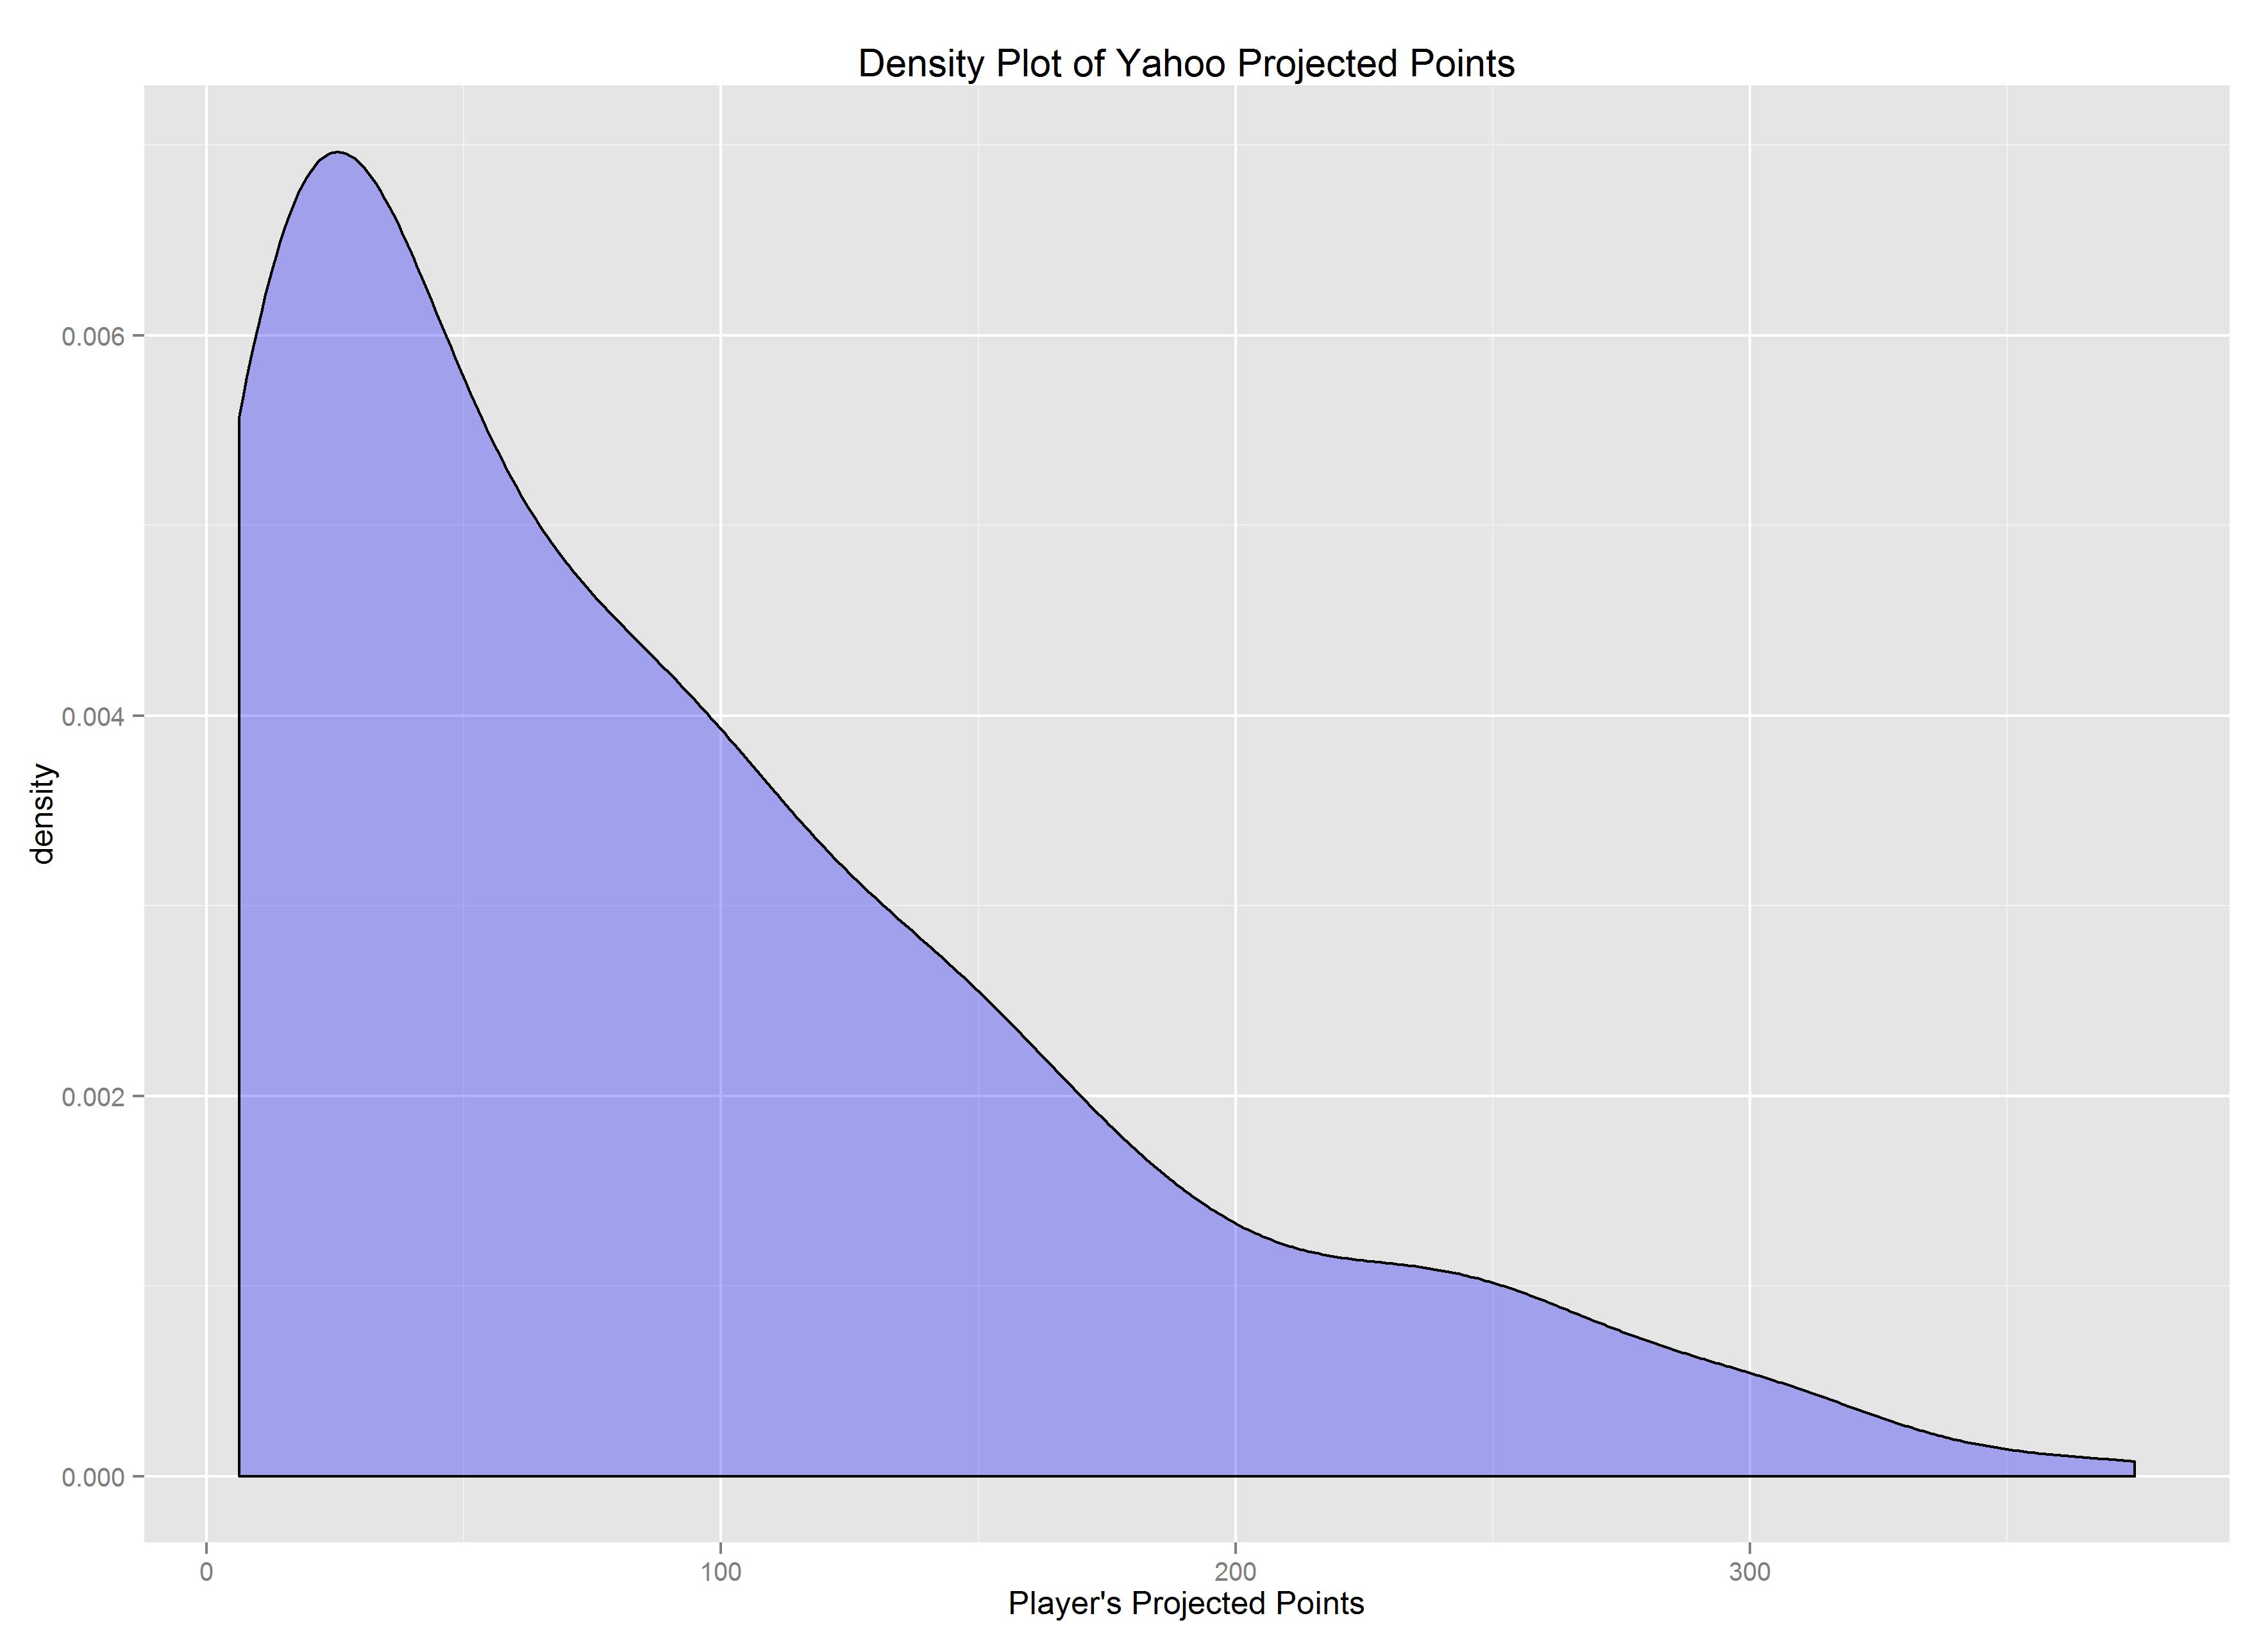 Density Plot of Yahoo Projected Points
density
0.006
0.004
0.002
0.000
0 100 200 300
Player's Projected Points